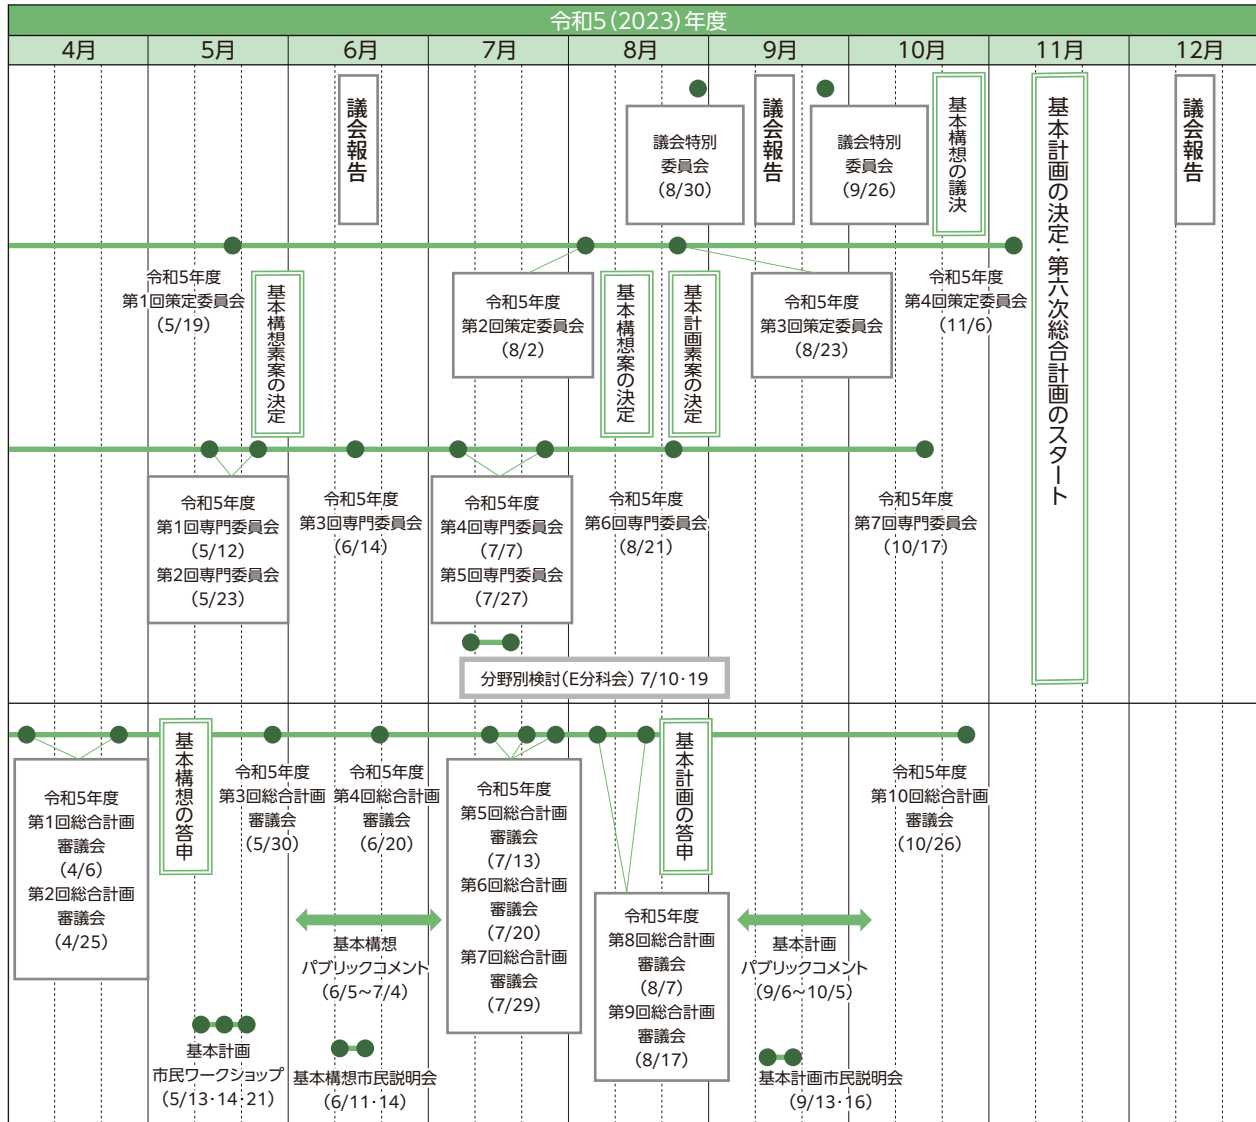 令和5(2023)年度
4月
5月
6月
7月
8月
9月
10月
11月
12月
議会報告
議会特別
委員会
(8/30)
議会報告
議会特別
委員会
(9/26)
基本構想の議決
基本計画の決定・第六次総合計画のスタート
議会報告
令和5年度
第1回策定委員会
(5/19)
基本構想素案の決定
令和5年度
第2回策定委員会
(8/2)
基本構想案の決定
基本計画素案の決定
令和5年度
第3回策定委員会
(8/23)
令和5年度
第4回策定委員会
(11/6)
令和5年度
第1回専門委員会
(5/12)
第2回専門委員会
(5/23)
令和5年度
第3回専門委員会
(6/14)
令和5年度
第4回専門委員会
(7/7)
第5回専門委員会
(7/27)
令和5年度
第6回専門委員会
(8/21)
令和5年度
第7回専門委員会
(10/17)
分野別検討(E分科会) 7/10・19
令和5年度
第1回総合計画
審議会
(4/6)
第2回総合計画
審議会
(4/25)
基本構想の答申
令和5年度
第3回総合計画
審議会
(5/30)
令和5年度
第4回総合計画
審議会
(6/20)
令和5年度
第5回総合計画
審議会
(7/13)
第6回総合計画
審議会
(7/20)
第7回総合計画
審議会
(7/29)
基本計画の答申
令和5年度
第8回総合計画
審議会
(8/7)
第9回総合計画
審議会
(8/17)
令和5年度
第10回総合計画
審議会
(10/26)
基本構想
パブリックコメント
(6/5~7/4)
基本計画
パブリックコメント
(9/6~10/5)
基本計画
市民ワークショップ
(5/13・14・21)
基本構想市民説明会
(6/11・14)
基本計画市民説明会
(9/13・16)